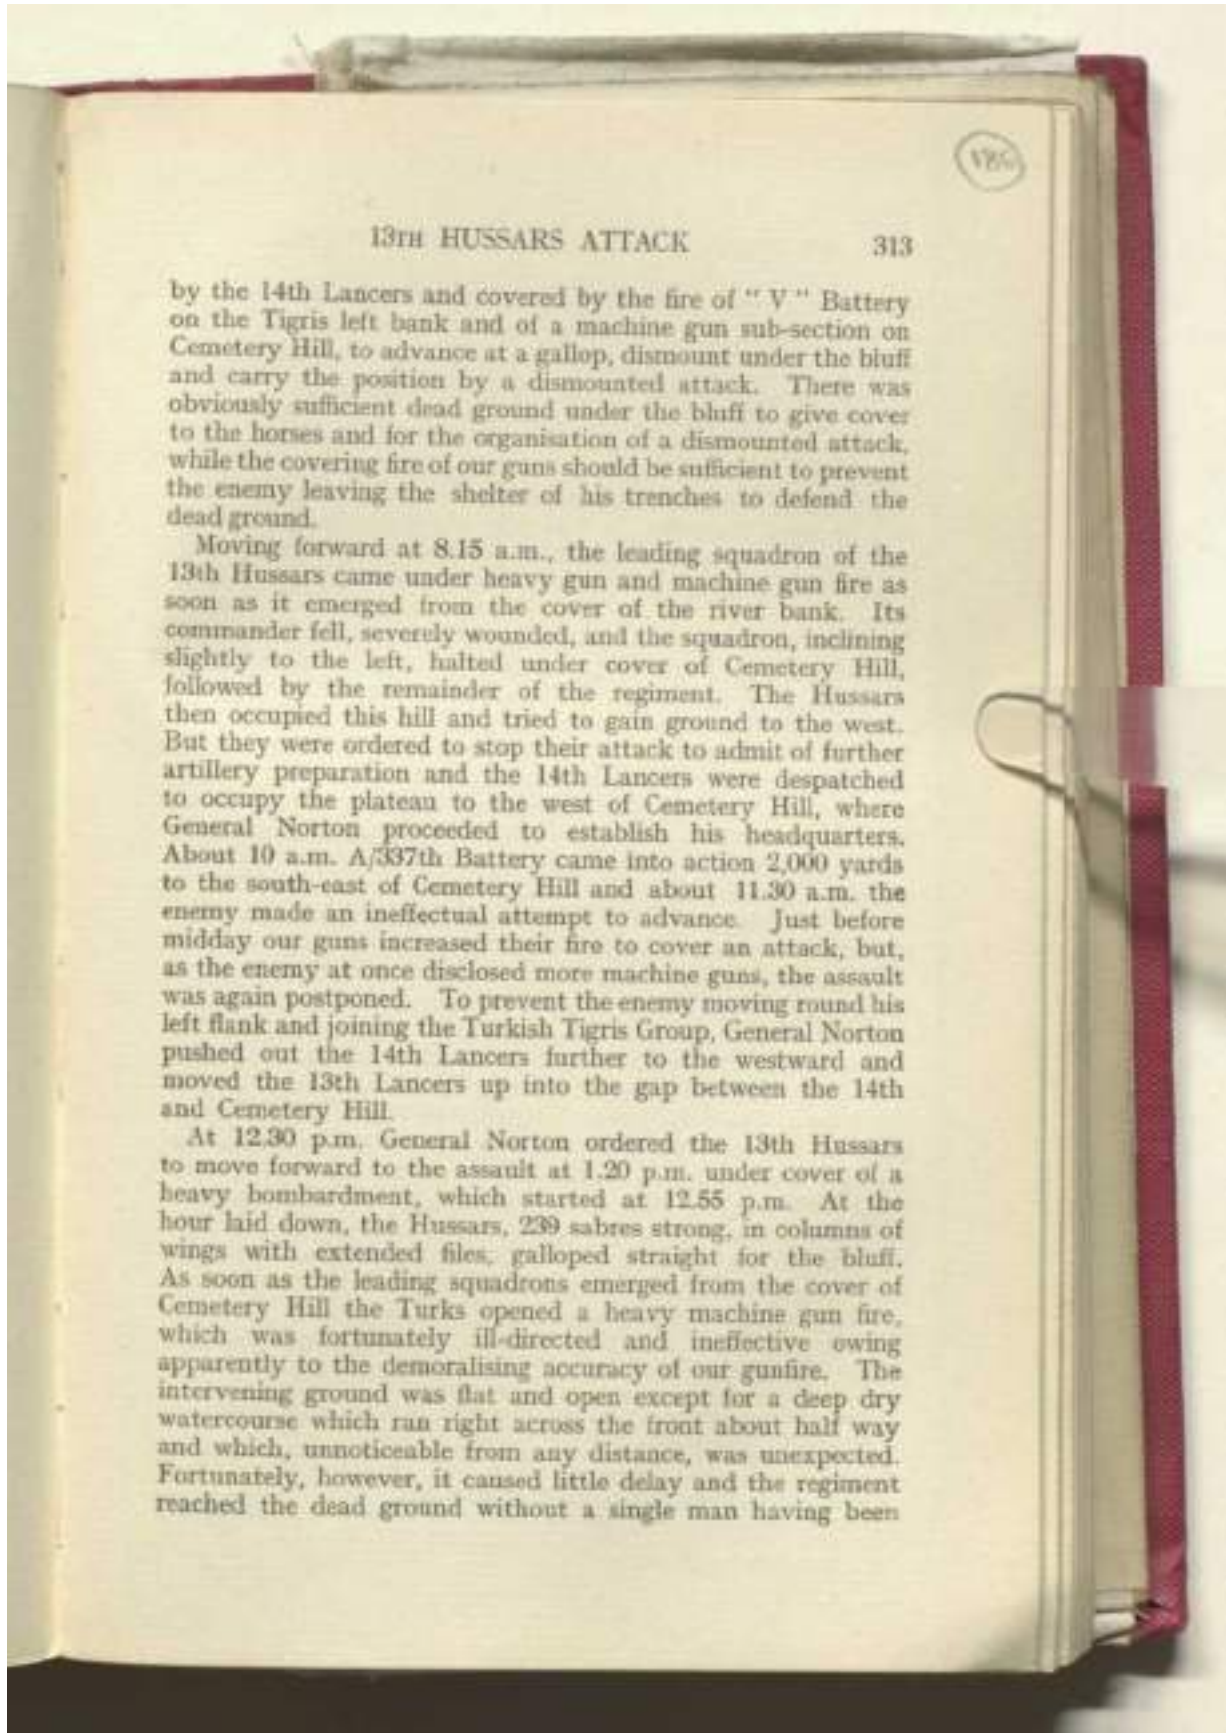 13TH HUSSARS ATTACK 313
by the 14th Lancers and covered by the fire of " V " Battery
on the Tigris left bank and of a machine gun sub-section on
Cemetery Hill, to advance at a gallop, dismount under the bluff
and carry the position by a dismounted attack. There was
obviously sufficient dead ground under the bluff to give cover
to the horses and for the organisation of a dismounted attack,
while the covering fire of our guns should be sufficient to prevent
the enemy leaving the shelter of his trenches to defend the
dead ground.
Moving forward at 8.15 a.m., the leading squadron of the
13th Hussars came under heavy gun and machine gun fire as
soon as it emerged from the cover of the river bank. Its
commander fell, severely wounded, and the squadron, inclining
slightly to the left, halted under cover of Cemetery Hill,
followed by the remainder of the regiment. The Hussars
then occupied this hill and tried to gain ground to the west.
But they were ordered to stop their attack to admit of further
artillery preparation and the 14th Lancers were despatched
to occupy the plateau to the west of Cemetery Hill, where
General Norton proceeded to establish his headquarters.
About 10 a.m. A/337th Battery came into action 2,000 yards
to the south-east of Cemetery Hill and about 11.30 a.m. the
enemy made an ineffectual attempt to advance. Just before
midday our guns increased their fire to cover an attack, but,
as the enemy at once disclosed more machine guns, the assault
was again postponed. To prevent the enemy moving round his
left flank and joining the Turkish Tigris Group, General Norton
pushed out the 14th Lancers further to the westward and
moved the 13th Lancers up into the gap between the 14th
and Cemetery Hill.
At 12.30 p.m. General Norton ordered the 13th Hussars
to move forward to the assault at 1.20 p.m. under cover of a
heavy bombardment, which started at 12.55 p.m. At the
hour laid down, the Hussars, 239 sabres strong, in columns of
wings with extended files, galloped straight for the bluff.
As soon as the leading squadrons emerged from the cover of
Cemetery Hill the Turks opened a heavy machine gun fire,
which was fortunately ill-directed and ineffective owing
apparently to the demoralising accuracy of our gunfire. The
intervening ground was flat and open except for a deep dry
watercourse which ran right across the front about half way
and which, unnoticeable from any distance, was unexpected.
Fortunately, however, it caused little delay and the regiment
reached the dead ground without a single man having been